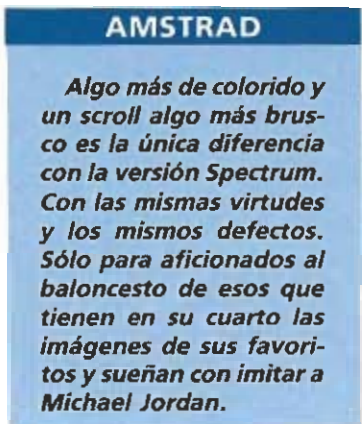 AMSTRAD
Algo más de colorido y
un scroll algo más brus-
co es la única diferencia
con la versión Spectrum.
Con las mismas virtudes
y los mismos defectos.
Sólo para aficionados al
baloncesto de esos que
tienen en su cuarto las
imágenes de sus favori-
tos y sueñan con imitar a
Michael Jordan.